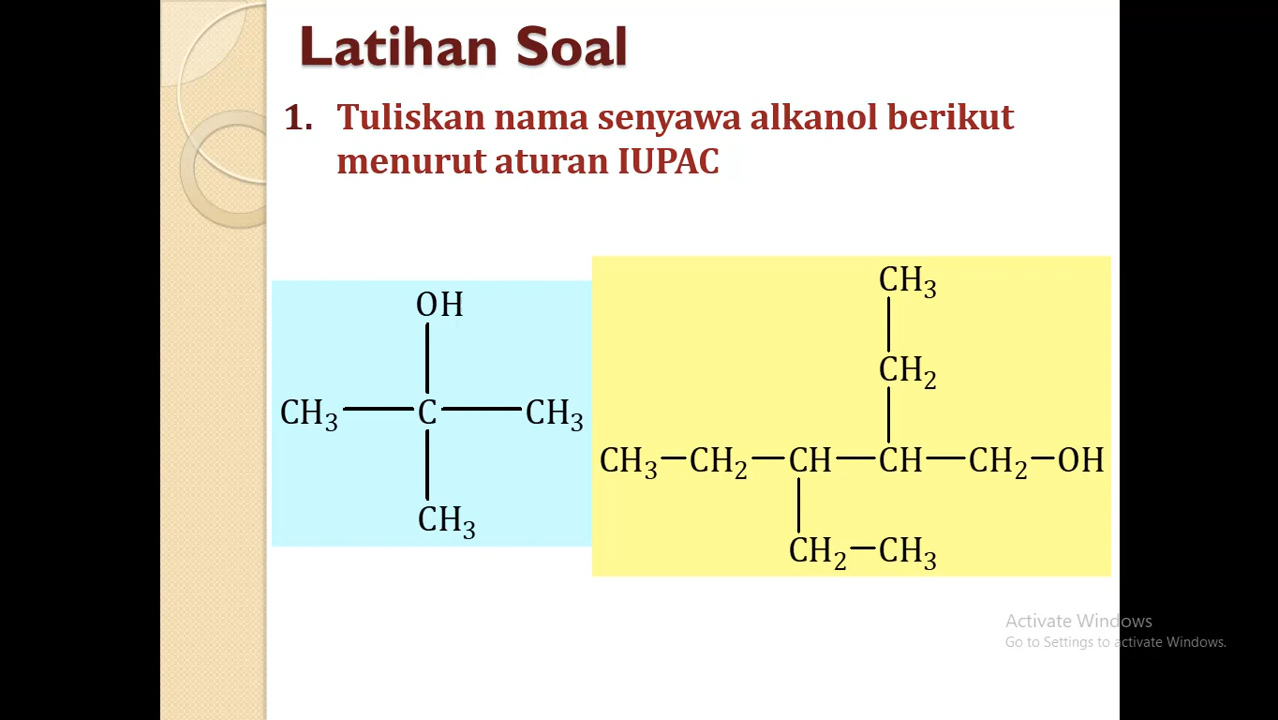 Latihan Soal
1. Tuliskan nama senyawa alkanol berikut
menurut aturan IUPAC
OH
CH₃—C—CH₃
CH₃
CH₃
CH₂
CH₃—CH₂—CH—CH—CH₂—OH
CH₂—CH₃
Activate Windows
Go to Settings to activate Windows.